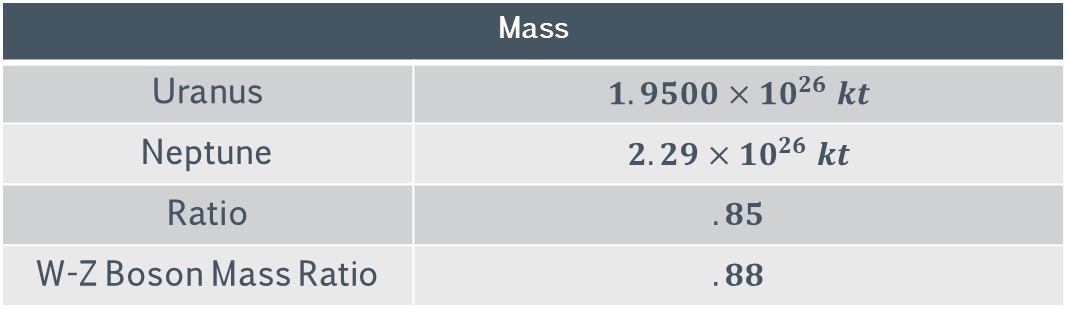 Mass
Uranus 1.9500 × 10²⁶ kt
Neptune 2.29 × 10²⁶ kt
Ratio .85
W-Z Boson Mass Ratio .88